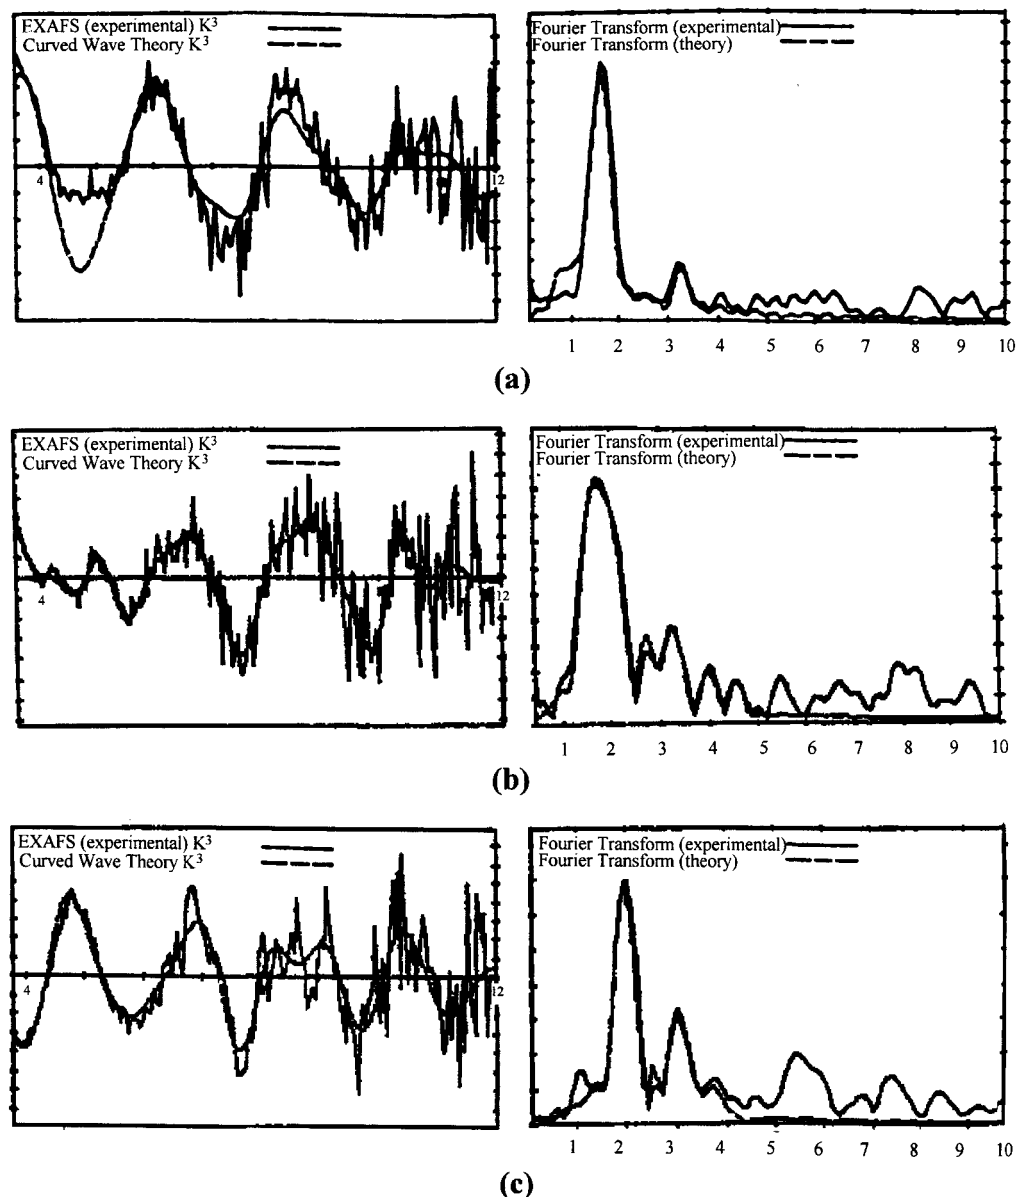 EXAFS (experimental) K³
Curved Wave Theory K³
4
12
Fourier Transform (experimental)
Fourier Transform (theory)
1 2 3 4 5 6 7 8 9 10
(a)
EXAFS (experimental) K³
Curved Wave Theory K³
4
12
Fourier Transform (experimental)
Fourier Transform (theory)
1 2 3 4 5 6 7 8 9 10
(b)
EXAFS (experimental) K³
Curved Wave Theory K³
4
12
Fourier Transform (experimental)
Fourier Transform (theory)
1 2 3 4 5 6 7 8 9 10
(c)